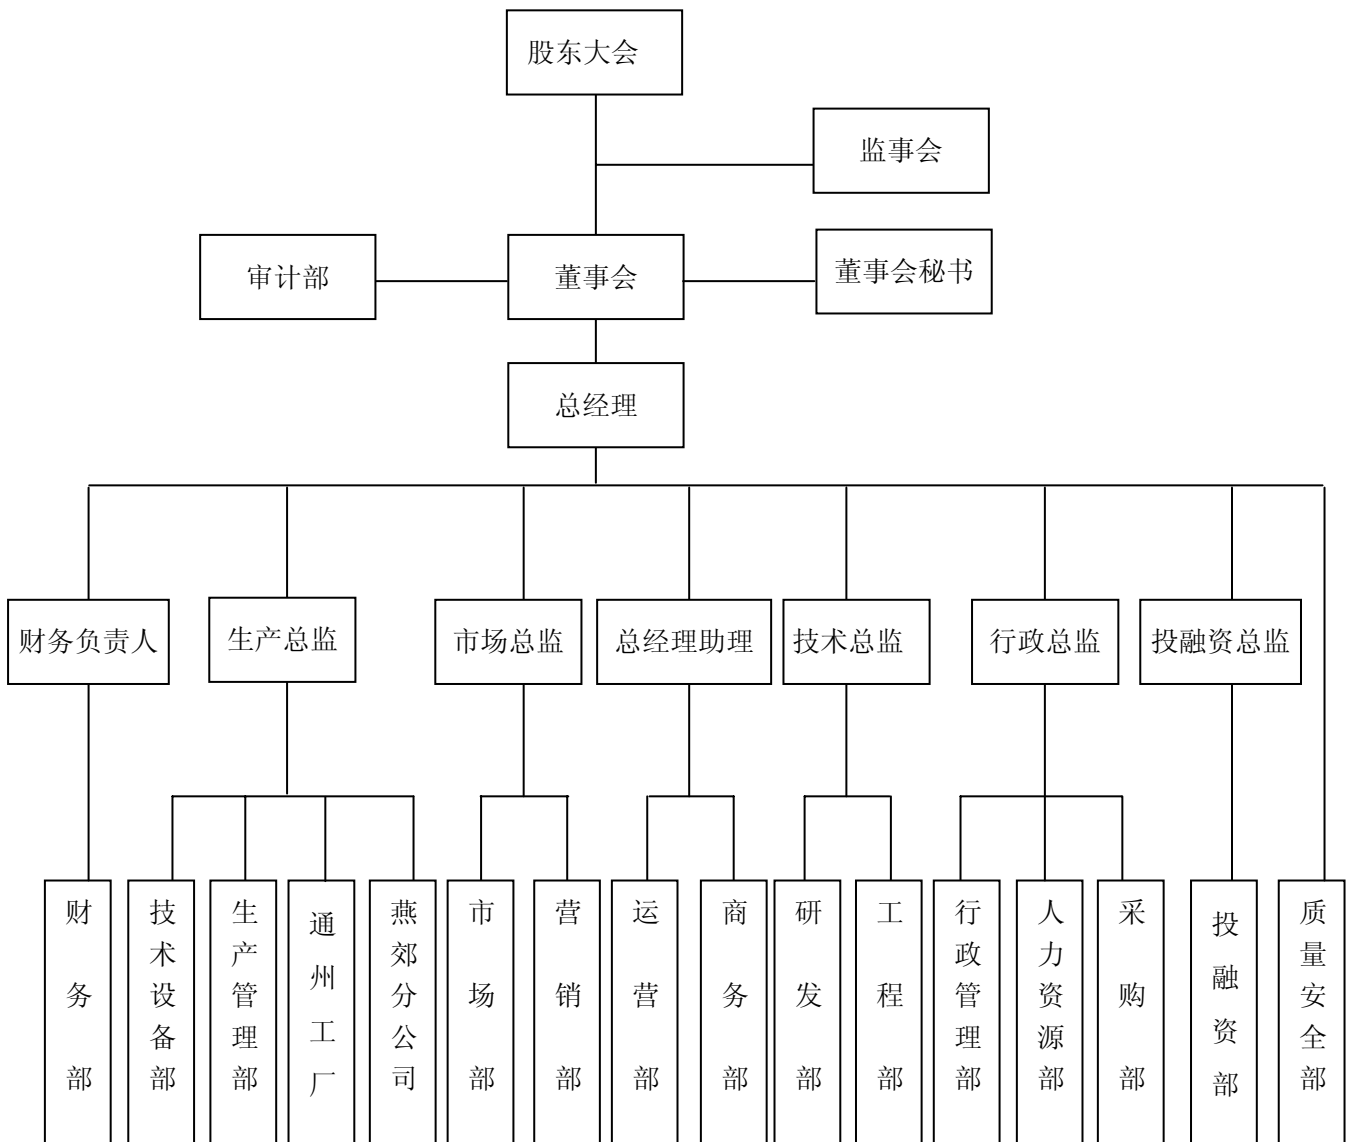 股东大会
监事会
审计部
董事会
董事会秘书
总经理
财务负责人
生产总监
市场总监
总经理助理
技术总监
行政总监
投融资总监
财务部
技术设备部
生产管理部
通州工厂
燕郊分公司
市场部
营销部
运营部
商务部
研发部
工程部
行政管理部
人力资源部
采购部
投融资部
质量安全部